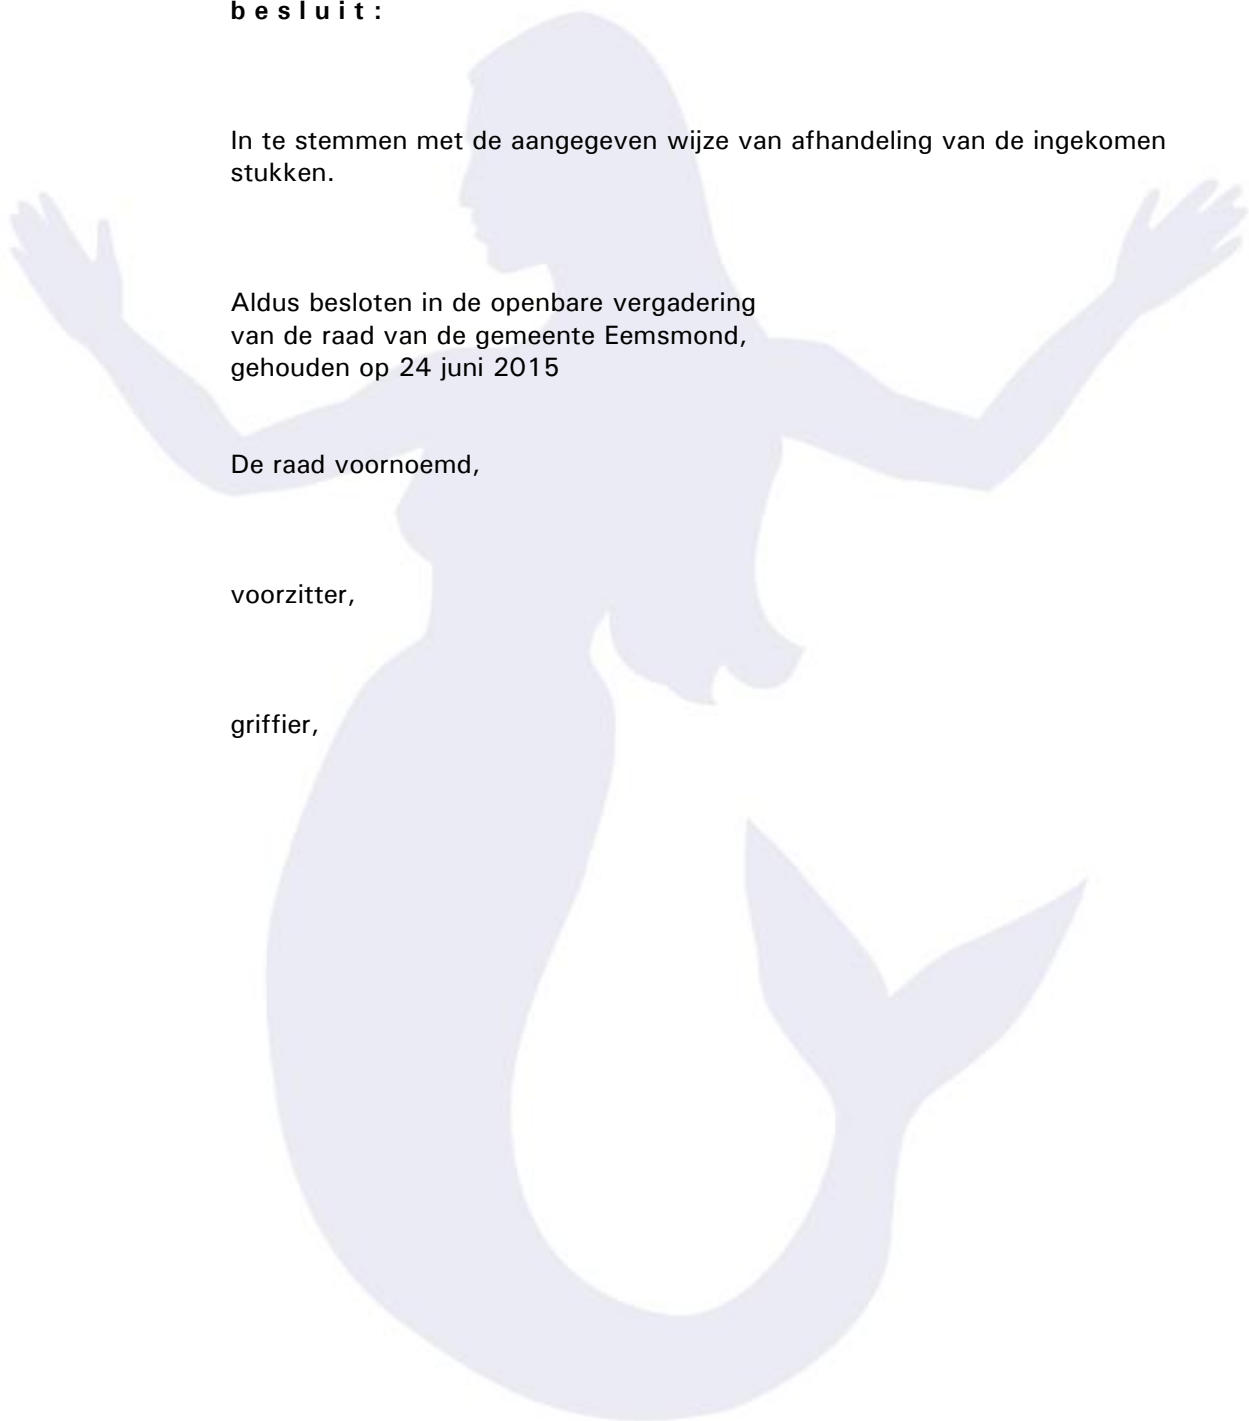 besluit:
In te stemmen met de aangegeven wijze van afhandeling van de ingekomen
stukken.
Aldus besloten in de openbare vergadering
van de raad van de gemeente Eemsmond,
gehouden op 24 juni 2015
De raad voornoemd,
voorzitter,
griffier,